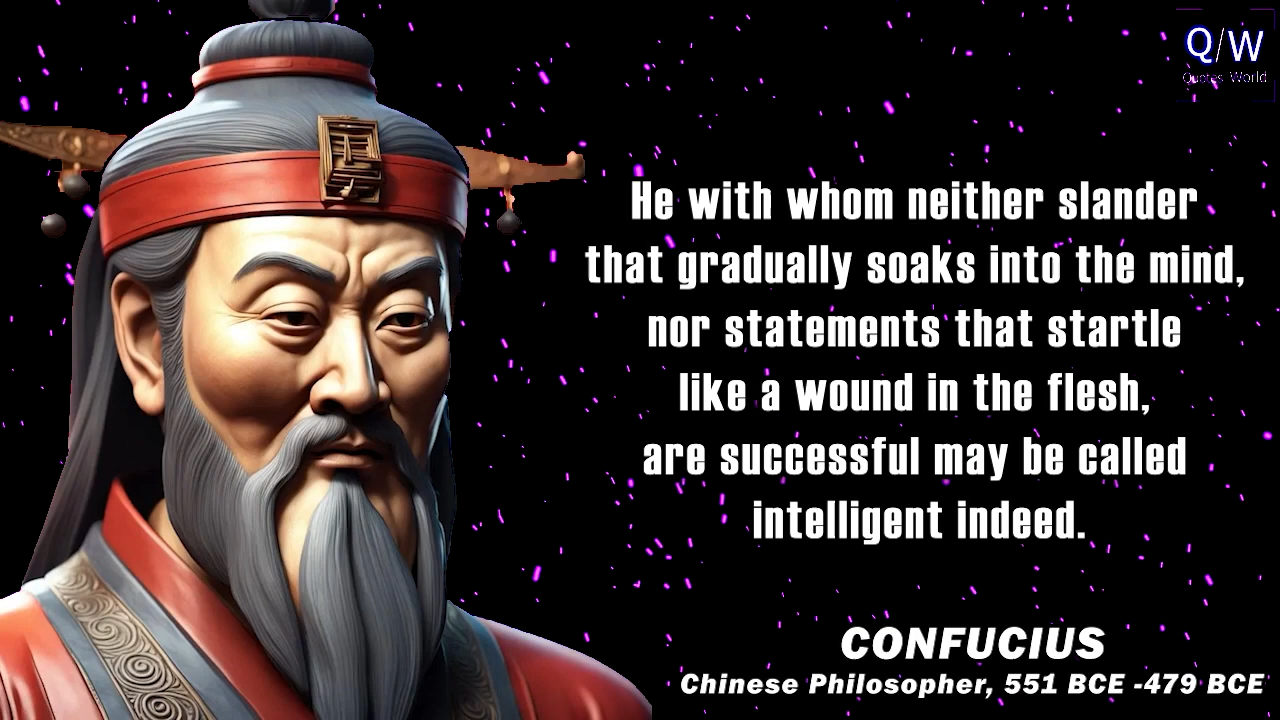 Q/W
Quotes World
He with whom neither slander
that gradually soaks into the mind,
nor statements that startle
like a wound in the flesh,
are successful may be called
intelligent indeed.
CONFUCIUS
Chinese Philosopher, 551 BCE -479 BCE